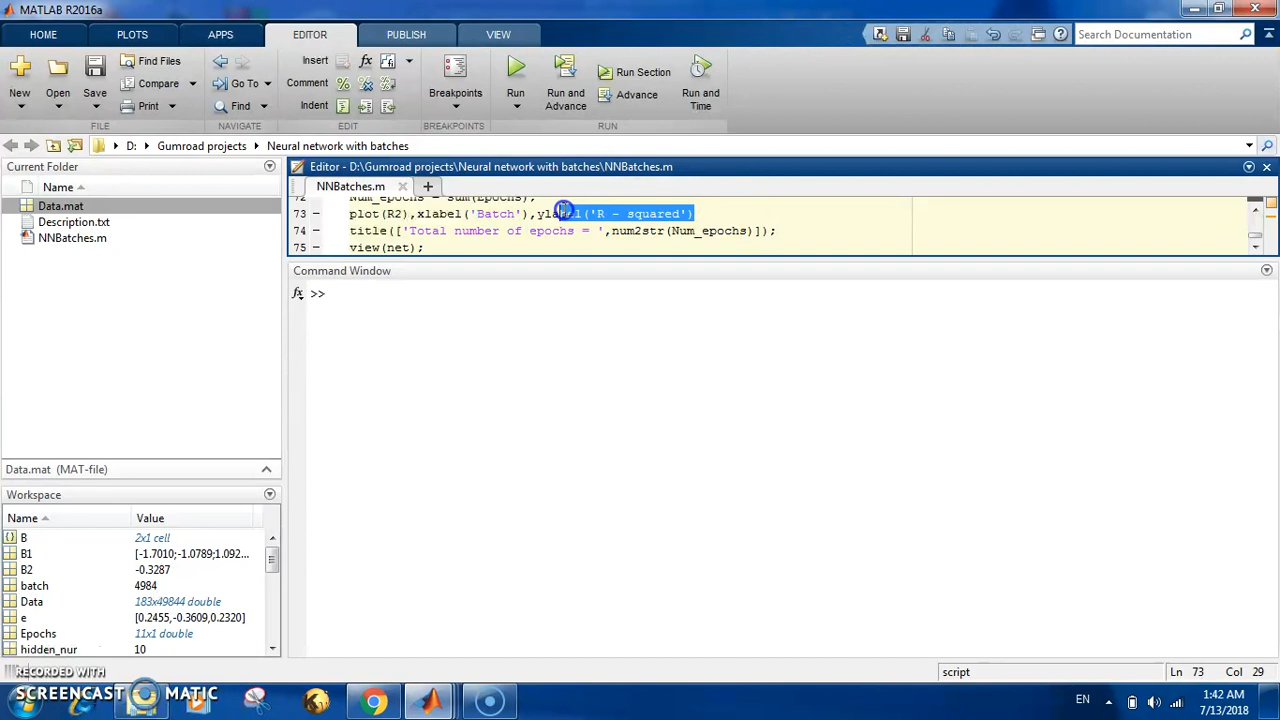 MATLAB R2016a
HOME PLOTS APPS EDITOR PUBLISH VIEW Search Documentation
New Open Save Find Files Compare Print Go To Find Insert fx Comment Indent Breakpoints Run Run and Advance Run Section Advance Run and Time
FILE NAVIGATE EDIT BREAKPOINTS RUN
D: Gumroad projects Neural network with batches
Current Folder
Name
Data.mat
Description.txt
NNBatches.m
Data.mat (MAT-file)
Workspace
Name Value
B 2x1 cell
B1 [-1.7010;-1.0789;1.092...
B2 -0.3287
batch 4984
Data 183x49844 double
e [0.2455,-0.3609,0.2320]
Epochs 11x1 double
hidden_nur 10
Editor - D:\Gumroad projects\Neural network with batches\NNBatches.m
NNBatches.m
72 Num_epochs = sum(Epochs);
73 – plot(R2),xlabel('Batch'),ylabel('R - squared')
74 – title(['Total number of epochs = ',num2str(Num_epochs)]);
75 – view(net);
Command Window
fx >>
script Ln 73 Col 29
RECORDED WITH
SCREENCAST MATIC
EN 1:42 AM
7/13/2018